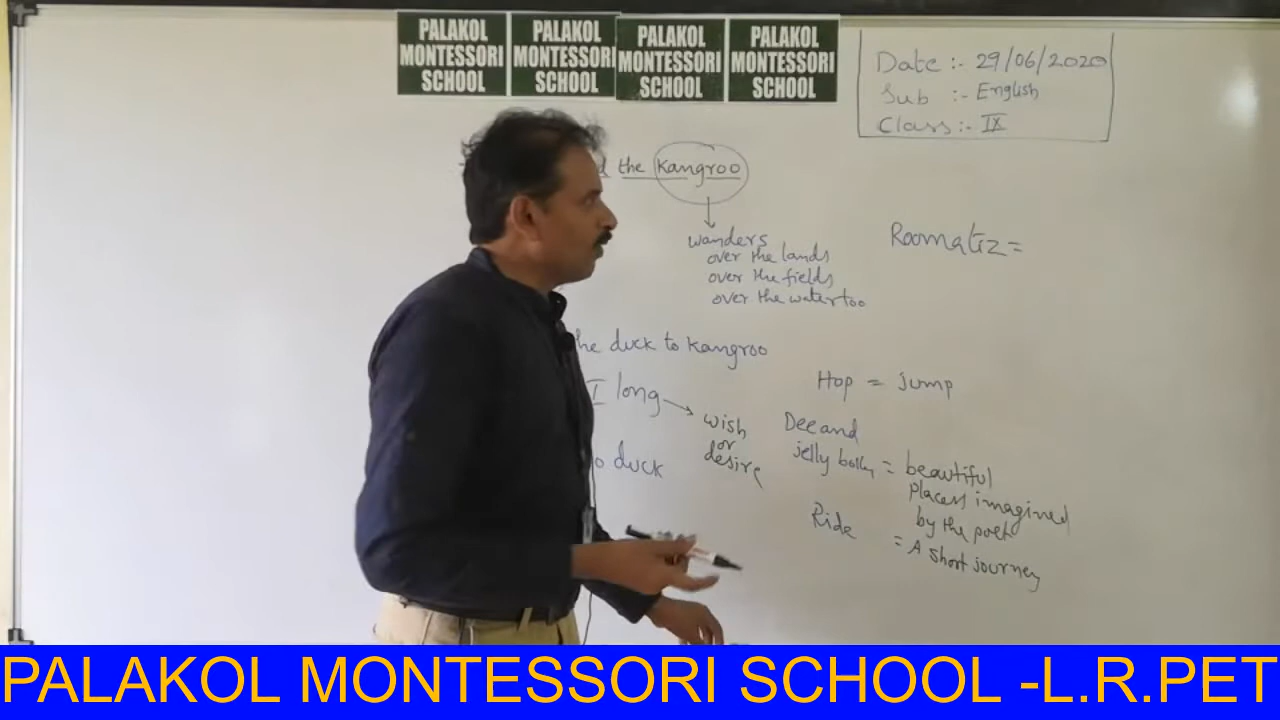 PALAKOL MONTESSORI SCHOOL
PALAKOL MONTESSORI SCHOOL
PALAKOL MONTESSORI SCHOOL
PALAKOL MONTESSORI SCHOOL
Date :- 29/06/2020
Sub :- English
Class :- IX
d the Kangroo
wanders
over the lands
over the fields
over the water too
Roomatiz =
he duck to kangroo
Hop = jump
I long
wish
or
desire
Dee and
jelly bolly = beautiful
places imagined
by the poet
o duck
Ride = A short journey
PALAKOL MONTESSORI SCHOOL -L.R.PET